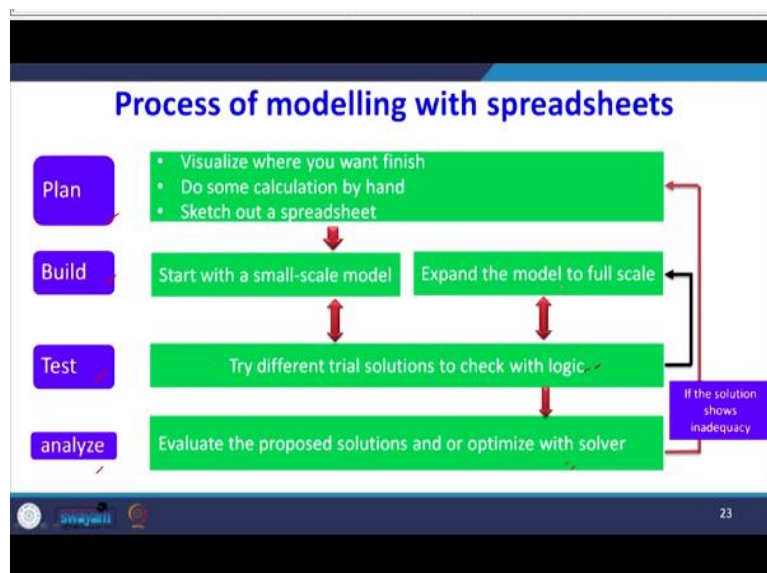 Process of modelling with spreadsheets
Plan
• Visualize where you want finish
• Do some calculation by hand
• Sketch out a spreadsheet
Build
Start with a small-scale model
Expand the model to full scale
Test
Try different trial solutions to check with logic
If the solution
shows
inadequacy
analyze
Evaluate the proposed solutions and or optimize with solver
swayam
23